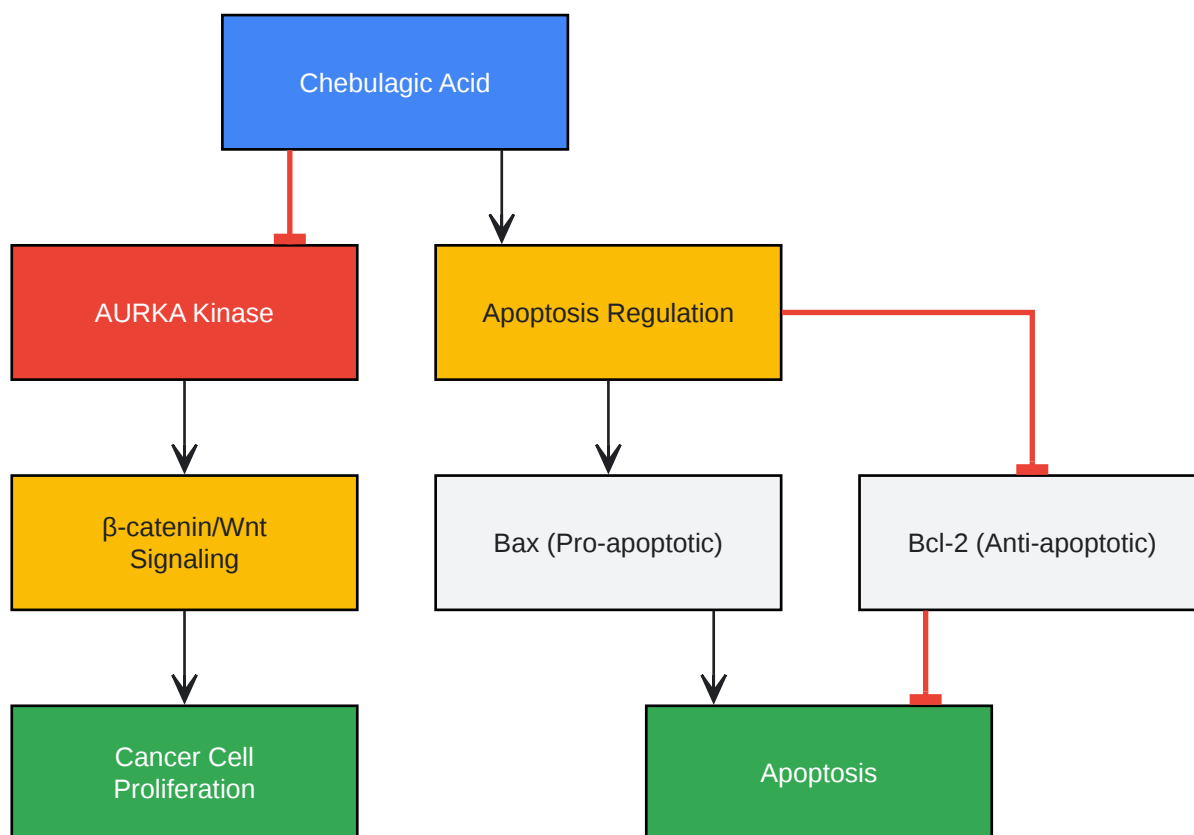 Chebulagic Acid
AURKA Kinase
Apoptosis Regulation
β-catenin/Wnt
Signaling
Bax (Pro-apoptotic)
Bcl-2 (Anti-apoptotic)
Cancer Cell
Proliferation
Apoptosis